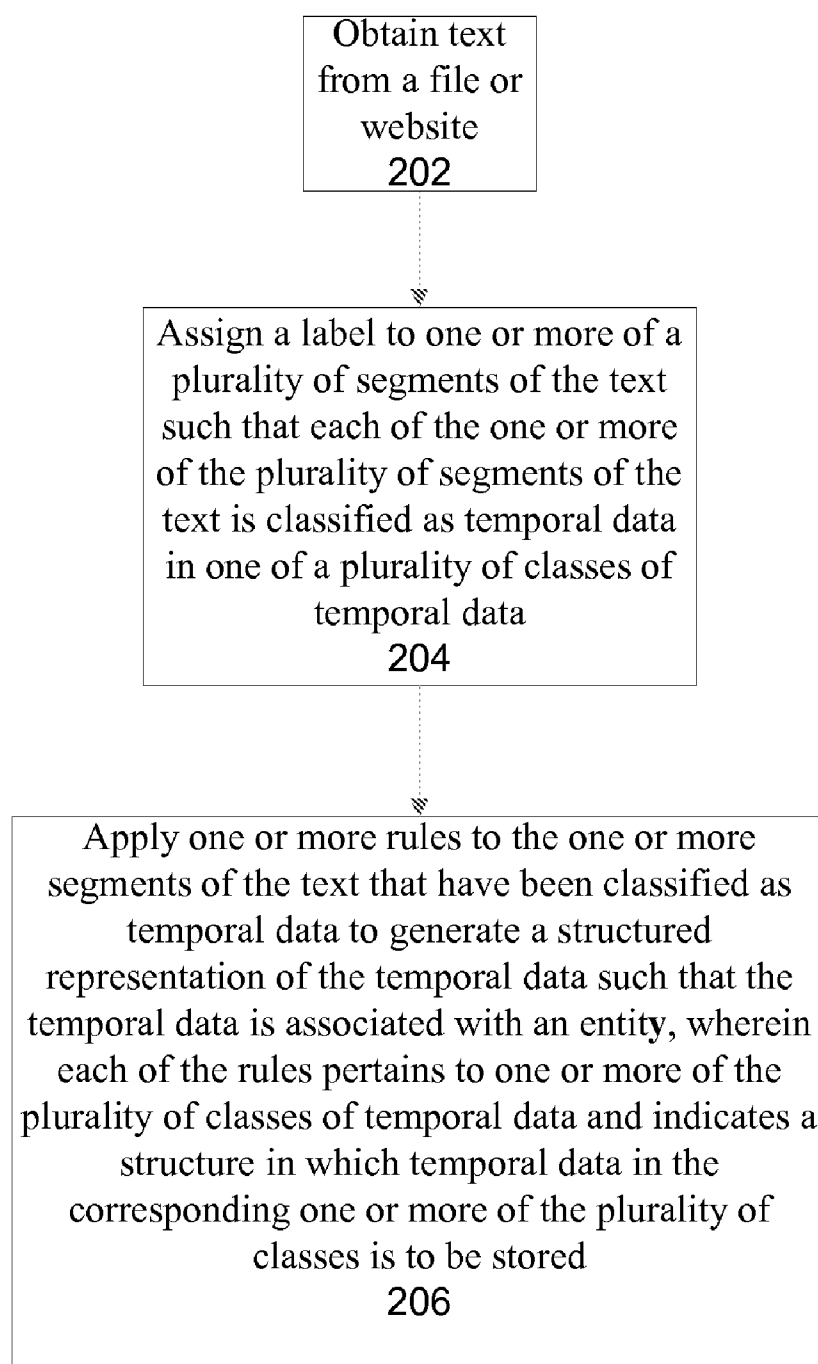 Obtain text
from a file or
website
202
Assign a label to one or more of a
plurality of segments of the text
such that each of the one or more
of the plurality of segments of the
text is classified as temporal data
in one of a plurality of classes of
temporal data
204
Apply one or more rules to the one or more
segments of the text that have been classified as
temporal data to generate a structured
representation of the temporal data such that the
temporal data is associated with an entity, wherein
each of the rules pertains to one or more of the
plurality of classes of temporal data and indicates a
structure in which temporal data in the
corresponding one or more of the plurality of
classes is to be stored
206